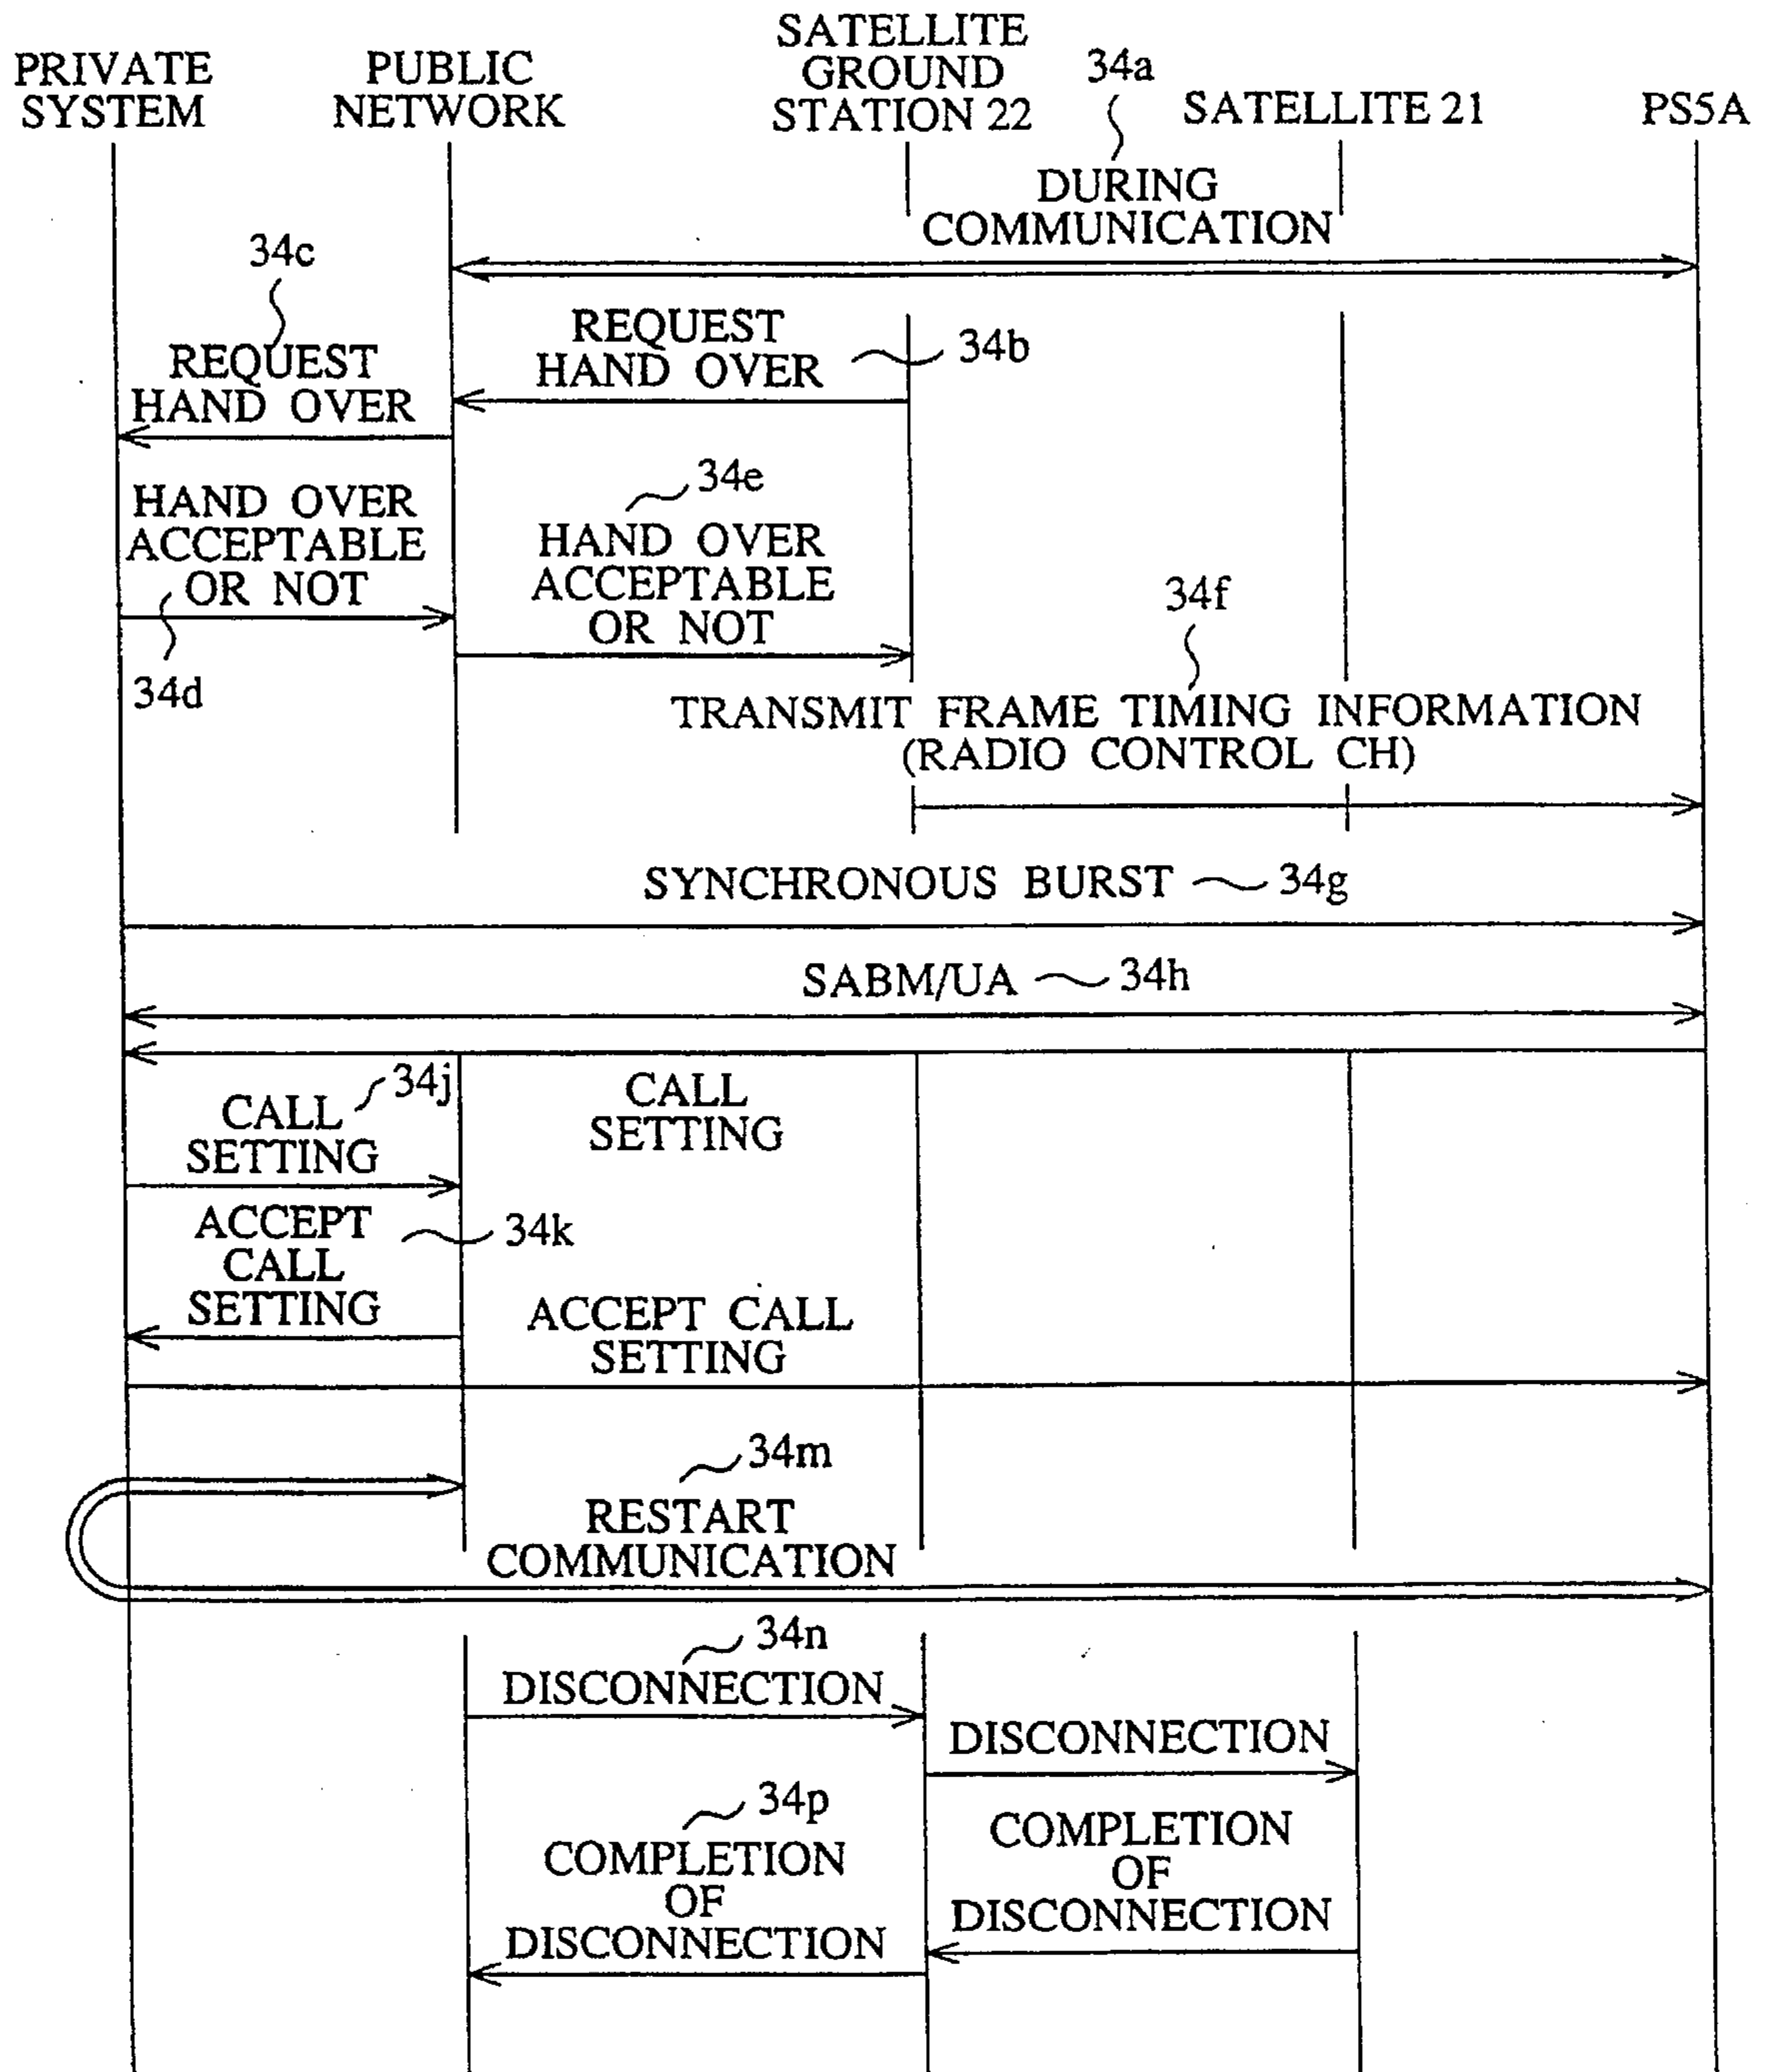 PRIVATE
SYSTEM
PUBLIC
NETWORK
SATELLITE
GROUND
STATION 22
34a
SATELLITE 21
PS5A
DURING
COMMUNICATION
34c
REQUEST
HAND OVER
REQUEST
HAND OVER
34b
HAND OVER
ACCEPTABLE
OR NOT
34d
34e
HAND OVER
ACCEPTABLE
OR NOT
34f
TRANSMIT FRAME TIMING INFORMATION
(RADIO CONTROL CH)
SYNCHRONOUS BURST
34g
SABM/UA
34h
34j
CALL
SETTING
CALL
SETTING
ACCEPT
CALL
SETTING
34k
ACCEPT CALL
SETTING
34m
RESTART
COMMUNICATION
34n
DISCONNECTION
DISCONNECTION
34p
COMPLETION
OF
DISCONNECTION
COMPLETION
OF
DISCONNECTION